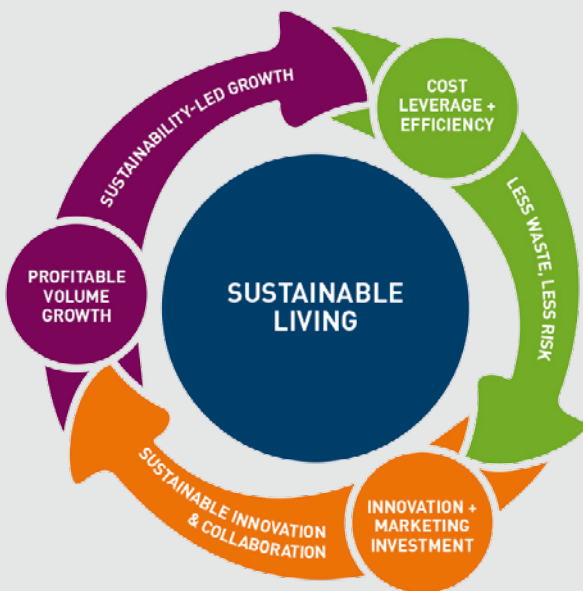 SUSTAINABILITY-LED GROWTH
COST
LEVERAGE +
EFFICIENCY
LESS WASTE, LESS RISK
PROFITABLE
VOLUME
GROWTH
SUSTAINABLE
LIVING
SUSTAINABLE INNOVATION
& COLLABORATION
INNOVATION +
MARKETING
INVESTMENT